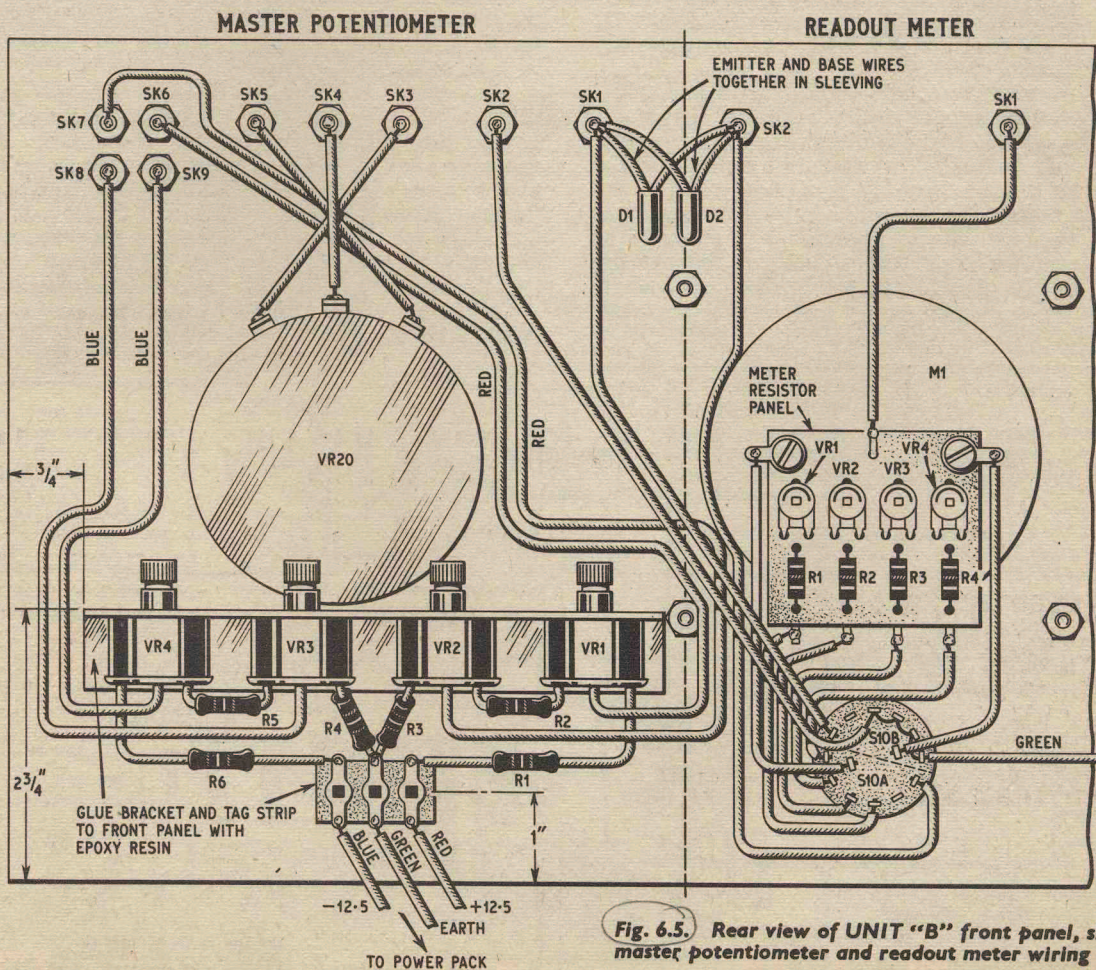 MASTER POTENTIOMETER
READOUT METER
EMITTER AND BASE WIRES
TOGETHER IN SLEEVING
SK7
SK6
SK5
SK4
SK3
SK2
SK1
SK2
SK1
SK8
SK9
D1
D2
BLUE
BLUE
RED
RED
VR20
METER
RESISTOR
PANEL
M1
VR1
VR2
VR3
VR4
R1
R2
R3
R4
3/4"
VR4
VR3
VR2
VR1
R5
R4
R3
R2
R6
R1
S10B
S10A
GREEN
2 3/4"
GLUE BRACKET AND TAG STRIP
TO FRONT PANEL WITH
EPOXY RESIN
1"
BLUE
GREEN
RED
-12·5
EARTH
+12·5
TO POWER PACK
Fig. 6.5. Rear view of UNIT "B" front panel, s
master potentiometer and readout meter wiring